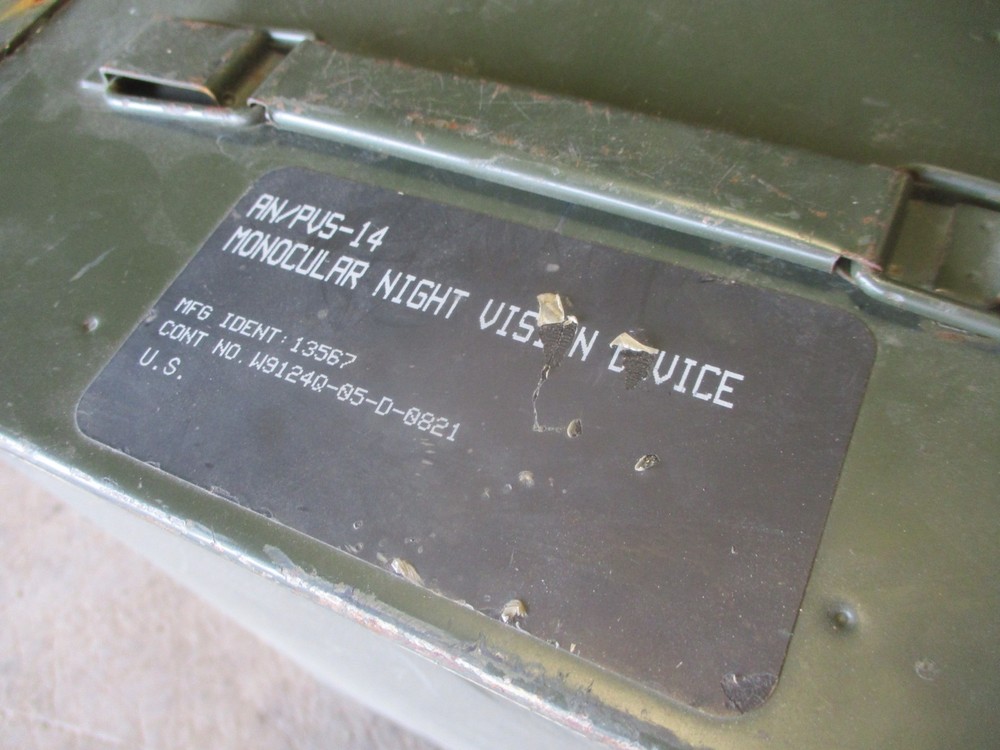 AN/PVS-14
MONOCULAR NIGHT VISION DEVICE
MFG IDENT: 13567
CONT NO. W9124Q-05-D-0821
U.S.